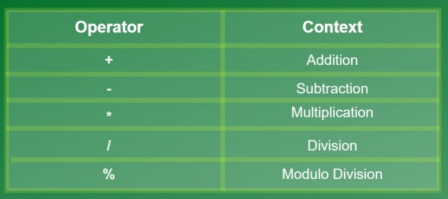 Operator Context
+ Addition
- Subtraction
* Multiplication
/ Division
% Modulo Division